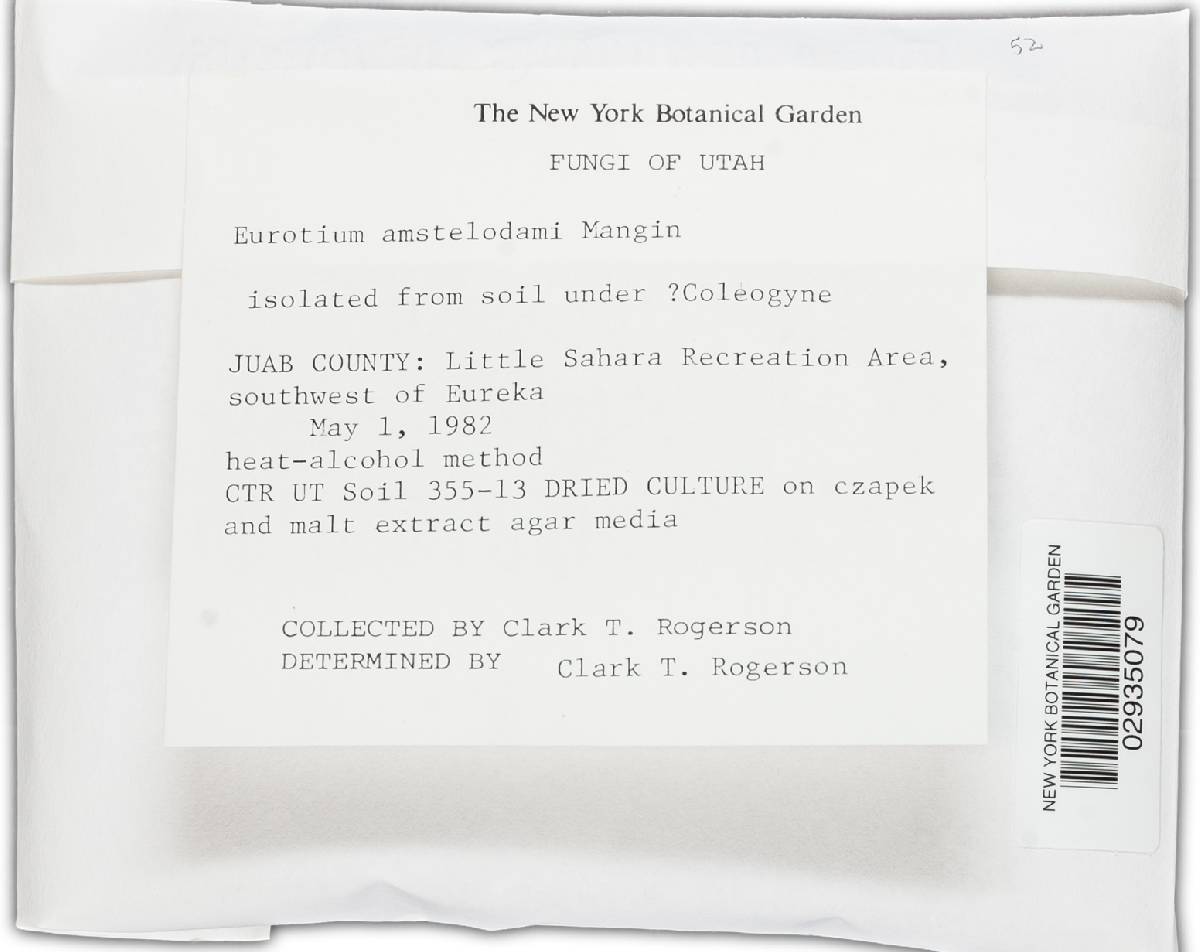 52
The New York Botanical Garden
FUNGI OF UTAH
Eurotium amstelodami Mangin
isolated from soil under ?Coleogyne
JUAB COUNTY: Little Sahara Recreation Area,
southwest of Eureka
May 1, 1982
heat-alcohol method
CTR UT Soil 355-13 DRIED CULTURE on czapek
and malt extract agar media
COLLECTED BY Clark T. Rogerson
DETERMINED BY Clark T. Rogerson
NEW YORK BOTANICAL GARDEN
02935079